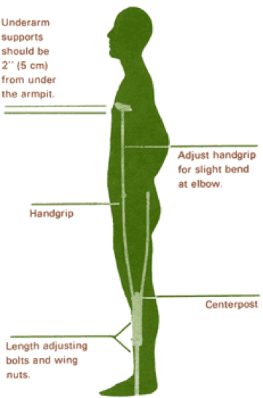 Underarm
supports
should be
2'' (5 cm)
from under
the armpit.
Adjust handgrip
for slight bend
at elbow.
Handgrip
Centerpost
Length adjusting
bolts and wing
nuts.